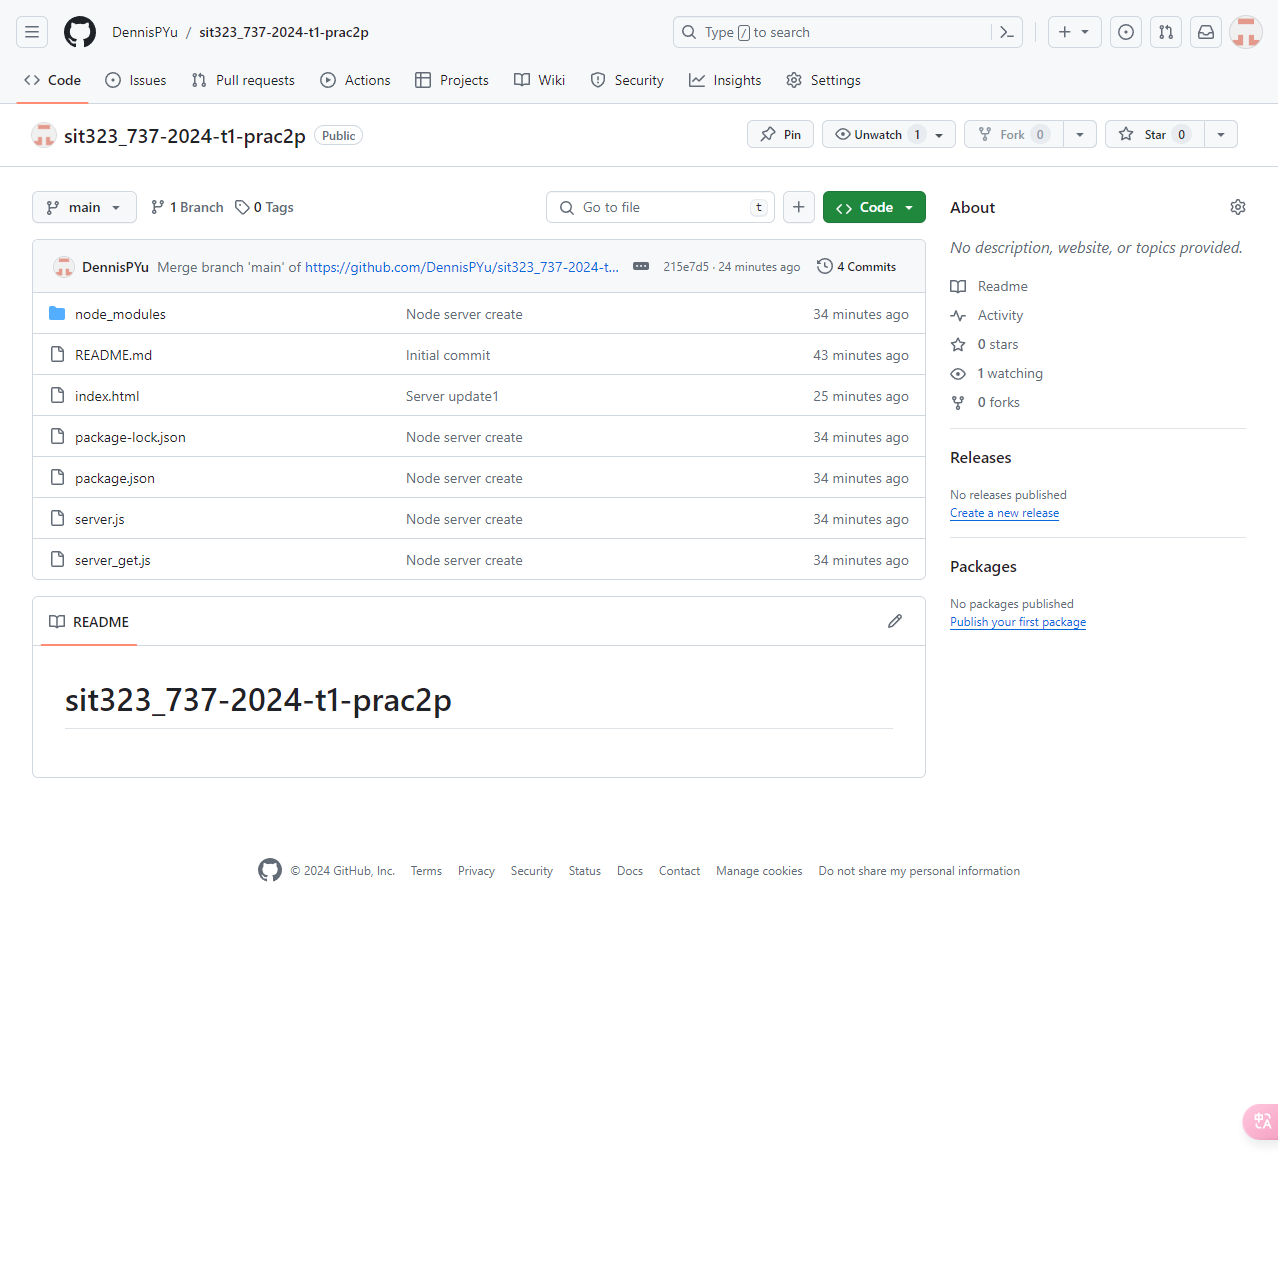 DennisPYu / sit323_737-2024-t1-prac2p
Type / to search
Code Issues Pull requests Actions Projects Wiki Security Insights Settings
sit323_737-2024-t1-prac2p Public
Pin Unwatch 1 Fork 0 Star 0
main 1 Branch 0 Tags Go to file t Code
DennisPYu Merge branch 'main' of https://github.com/DennisPYu/sit323_737-2024-t... 215e7d5 · 24 minutes ago 4 Commits
node_modules Node server create 34 minutes ago
README.md Initial commit 43 minutes ago
index.html Server update1 25 minutes ago
package-lock.json Node server create 34 minutes ago
package.json Node server create 34 minutes ago
server.js Node server create 34 minutes ago
server_get.js Node server create 34 minutes ago
README
sit323_737-2024-t1-prac2p
About
No description, website, or topics provided.
Readme
Activity
0 stars
1 watching
0 forks
Releases
No releases published
Create a new release
Packages
No packages published
Publish your first package
© 2024 GitHub, Inc. Terms Privacy Security Status Docs Contact Manage cookies Do not share my personal information
中 A